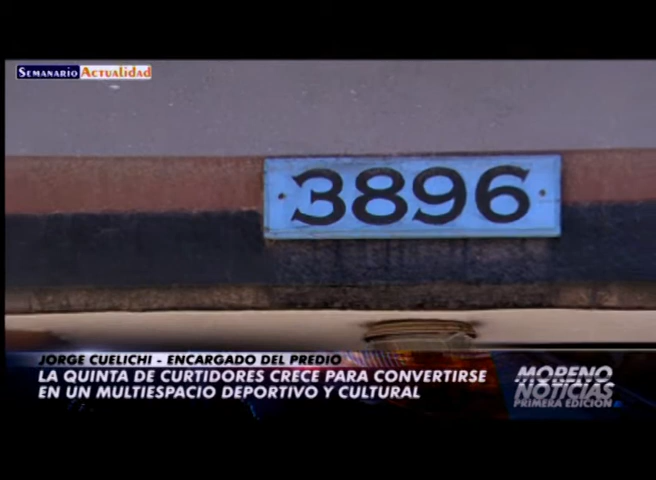 SEMANARIO ACTUALIDAD
3896
JORGE CUELICHI - ENCARGADO DEL PREDIO
LA QUINTA DE CURTIDORES CRECE PARA CONVERTIRSE
EN UN MULTIESPACIO DEPORTIVO Y CULTURAL
MORENO
NOTICIAS
PRIMERA EDICION